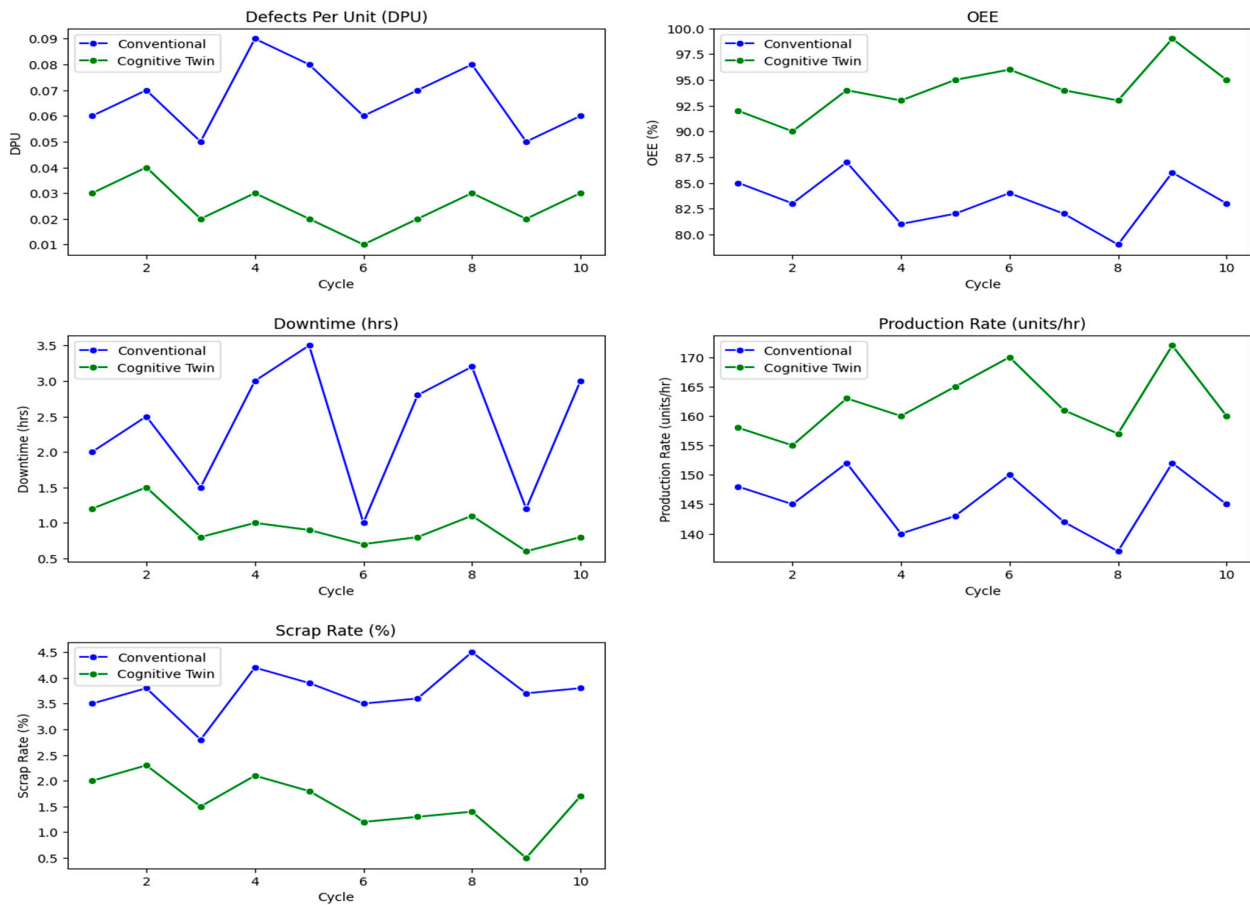 Defects Per Unit (DPU)
Conventional
Cognitive Twin
0.09
0.08
0.07
0.06
0.05
0.04
0.03
0.02
0.01
DPU
2 4 6 8 10
Cycle
OEE
Conventional
Cognitive Twin
100.0
97.5
95.0
92.5
90.0
87.5
85.0
82.5
80.0
OEE (%)
2 4 6 8 10
Cycle
Downtime (hrs)
Conventional
Cognitive Twin
3.5
3.0
2.5
2.0
1.5
1.0
0.5
Downtime (hrs)
2 4 6 8 10
Cycle
Production Rate (units/hr)
Conventional
Cognitive Twin
170
165
160
155
150
145
140
Production Rate (units/hr)
2 4 6 8 10
Cycle
Scrap Rate (%)
Conventional
Cognitive Twin
4.5
4.0
3.5
3.0
2.5
2.0
1.5
1.0
0.5
Scrap Rate (%)
2 4 6 8 10
Cycle